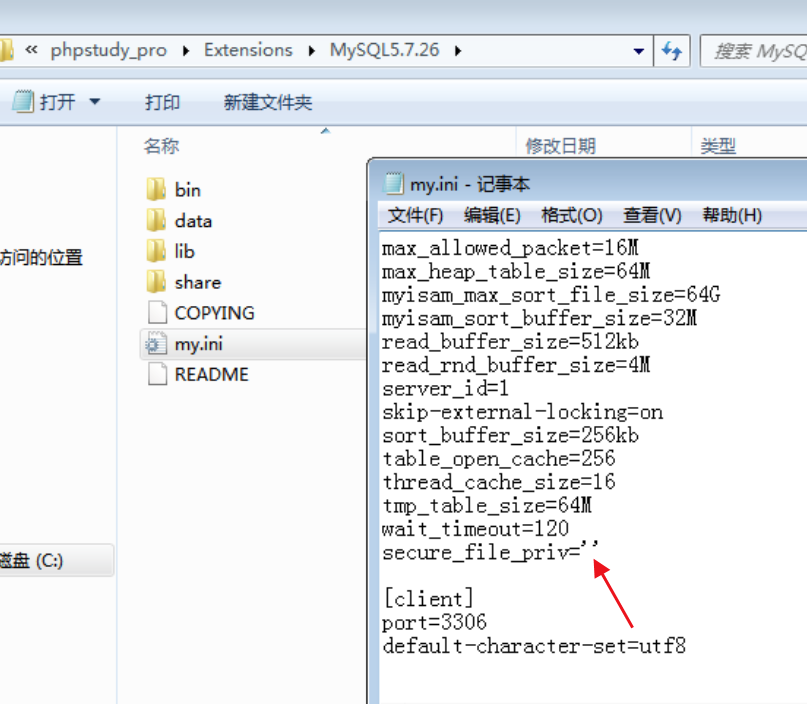 « phpstudy_pro Extensions MySQL5.7.26
搜索 MySQ
打开 打印 新建文件夹
名称 修改日期 类型
bin
data
lib
share
COPYING
my.ini
README
访问的位置
磁盘 (C:)
my.ini - 记事本
文件(F) 编辑(E) 格式(O) 查看(V) 帮助(H)
max_allowed_packet=16M
max_heap_table_size=64M
myisam_max_sort_file_size=64G
myisam_sort_buffer_size=32M
read_buffer_size=512kb
read_rnd_buffer_size=4M
server_id=1
skip-external-locking=on
sort_buffer_size=256kb
table_open_cache=256
thread_cache_size=16
tmp_table_size=64M
wait_timeout=120
secure_file_priv=''
[client]
port=3306
default-character-set=utf8